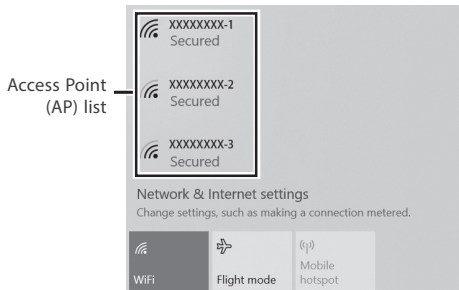 XXXXXXXX-1
Secured
Access Point
(AP) list
XXXXXXXX-2
Secured
XXXXXXXX-3
Secured
Network & Internet settings
Change settings, such as making a connection metered.
WiFi
Flight mode
Mobile
hotspot